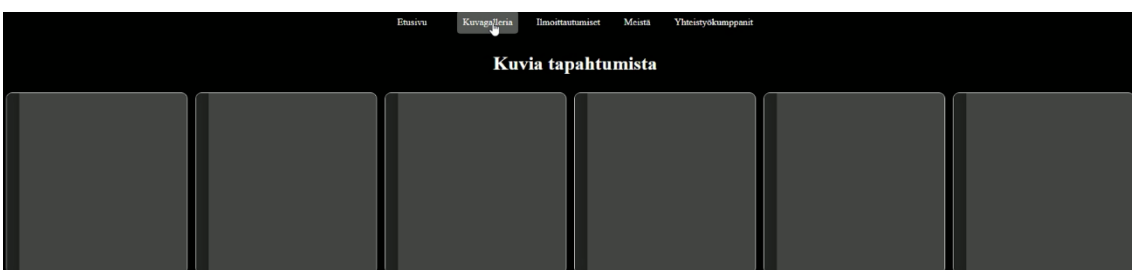 Etusivu Kuvagalleria Ilmoittautumiset Meistä Yhteistyökumppanit
Kuvia tapahtumista